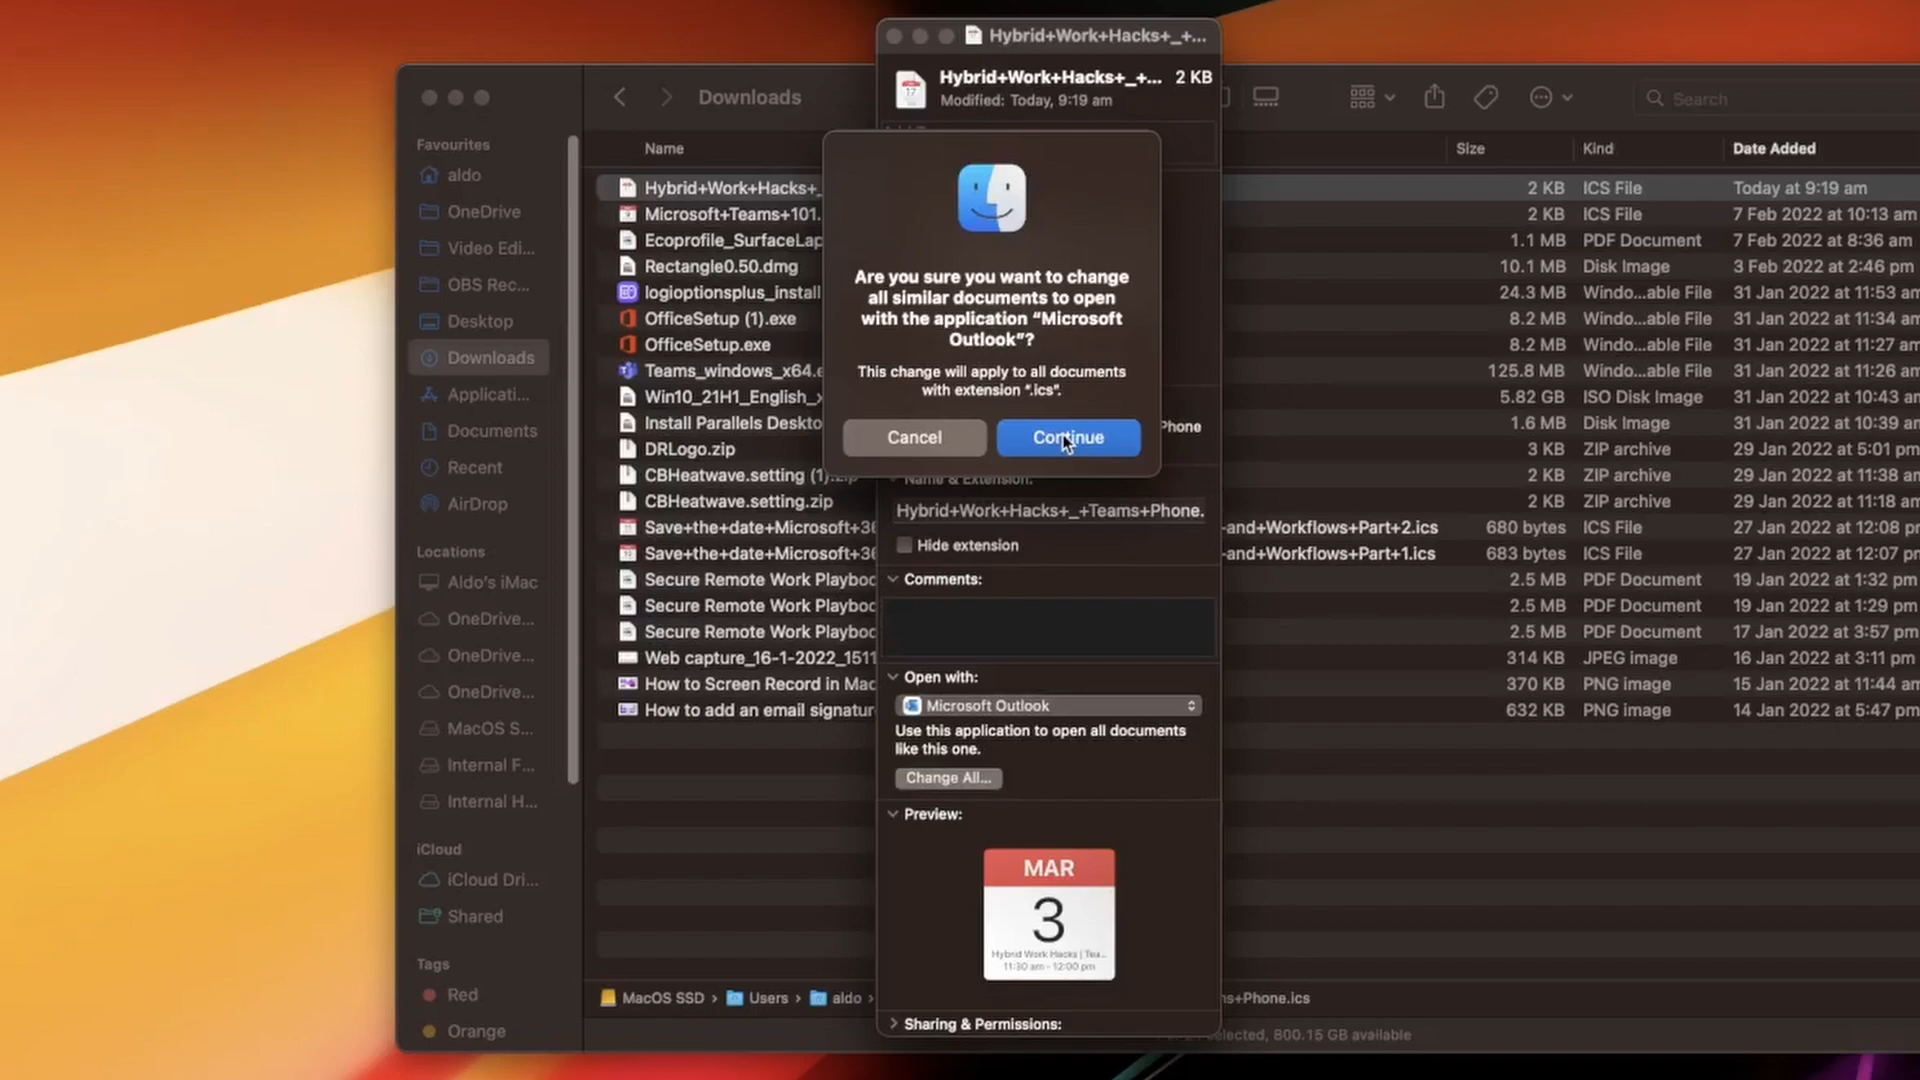 Hybrid+Work+Hacks+_+...
Hybrid+Work+Hacks+_+... 2 KB
Modified: Today, 9:19 am
Downloads
Search
Favourites
aldo
OneDrive
Video Edi...
OBS Rec...
Desktop
Downloads
Applicati...
Documents
Recent
AirDrop
Locations
Aldo's iMac
OneDrive...
OneDrive...
OneDrive...
MacOS S...
Internal F...
Internal H...
iCloud
iCloud Dri...
Shared
Tags
Red
Orange
Name Size Kind Date Added
Hybrid+Work+Hacks+_ 2 KB ICS File Today at 9:19 am
Microsoft+Teams+101. 2 KB ICS File 7 Feb 2022 at 10:13 am
Ecoprofile_SurfaceLap 1.1 MB PDF Document 7 Feb 2022 at 8:36 am
Rectangle0.50.dmg 10.1 MB Disk Image 3 Feb 2022 at 2:46 pm
logioptionsplus_install 24.3 MB Windo...able File 31 Jan 2022 at 11:53 am
OfficeSetup (1).exe 8.2 MB Windo...able File 31 Jan 2022 at 11:34 am
OfficeSetup.exe 8.2 MB Windo...able File 31 Jan 2022 at 11:27 am
Teams_windows_x64.e 125.8 MB Windo...able File 31 Jan 2022 at 11:26 am
Win10_21H1_English_x 5.82 GB ISO Disk Image 31 Jan 2022 at 10:43 am
Install Parallels Deskto 1.6 MB Disk Image 31 Jan 2022 at 10:39 am
DRLogo.zip 3 KB ZIP archive 29 Jan 2022 at 5:01 pm
CBHeatwave.setting (1).zip 2 KB ZIP archive 29 Jan 2022 at 11:38 am
CBHeatwave.setting.zip 2 KB ZIP archive 29 Jan 2022 at 11:18 am
Save+the+date+Microsoft+36 -and+Workflows+Part+2.ics 680 bytes ICS File 27 Jan 2022 at 12:08 pm
Save+the+date+Microsoft+36 -and+Workflows+Part+1.ics 683 bytes ICS File 27 Jan 2022 at 12:07 pm
Secure Remote Work Playboo 2.5 MB PDF Document 19 Jan 2022 at 1:32 pm
Secure Remote Work Playboo 2.5 MB PDF Document 19 Jan 2022 at 1:29 pm
Secure Remote Work Playboo 2.5 MB PDF Document 17 Jan 2022 at 3:57 pm
Web capture_16-1-2022_1511 314 KB JPEG image 16 Jan 2022 at 3:11 pm
How to Screen Record in Mac 370 KB PNG image 15 Jan 2022 at 11:44 am
How to add an email signatur 632 KB PNG image 14 Jan 2022 at 5:47 pm
Are you sure you want to change
all similar documents to open
with the application “Microsoft
Outlook”?
This change will apply to all documents
with extension “.ics”.
Cancel Continue
Phone
Name & Extension:
Hybrid+Work+Hacks+_+Teams+Phone.
Hide extension
Comments:
Open with:
Microsoft Outlook
Use this application to open all documents
like this one.
Change All...
Preview:
MAR
3
Hybrid Work Hacks | Tea...
11:30 am - 12:00 pm
Sharing & Permissions:
MacOS SSD › Users › aldo › s+Phone.ics
selected, 800.15 GB available